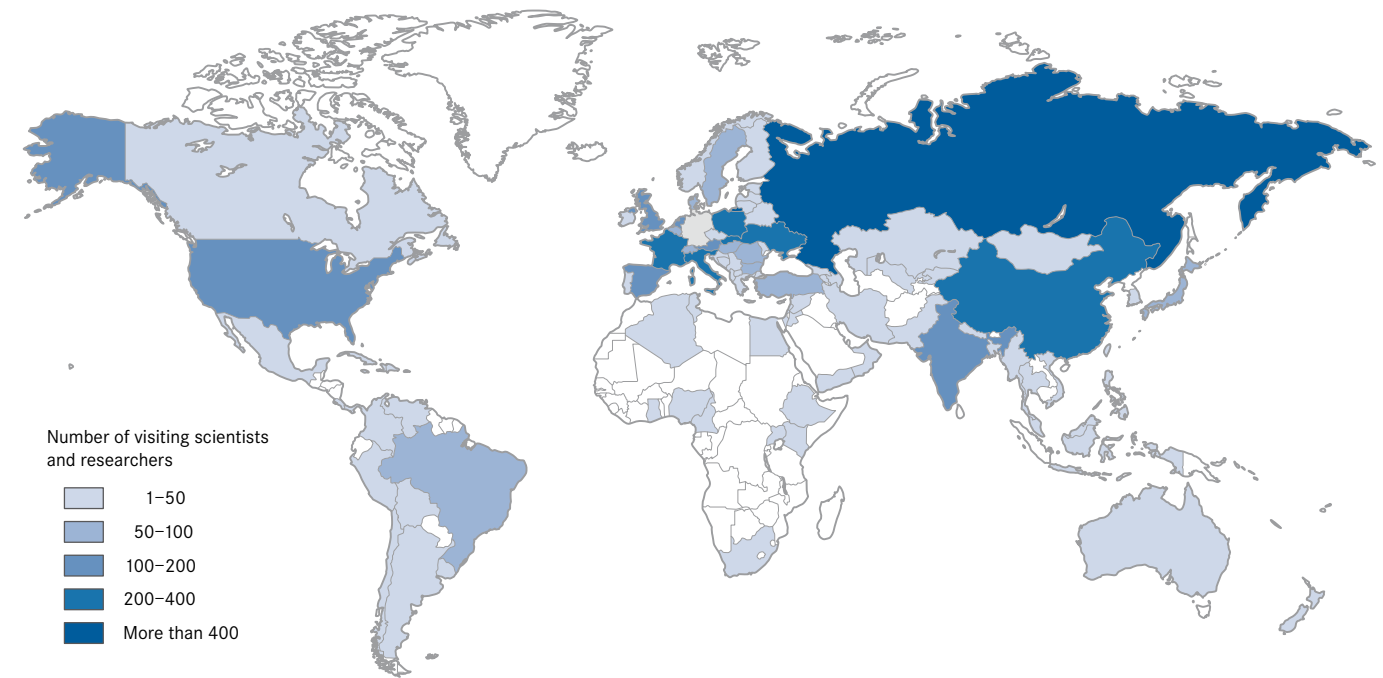 Number of visiting scientists
and researchers
1–50
50–100
100–200
200–400
More than 400